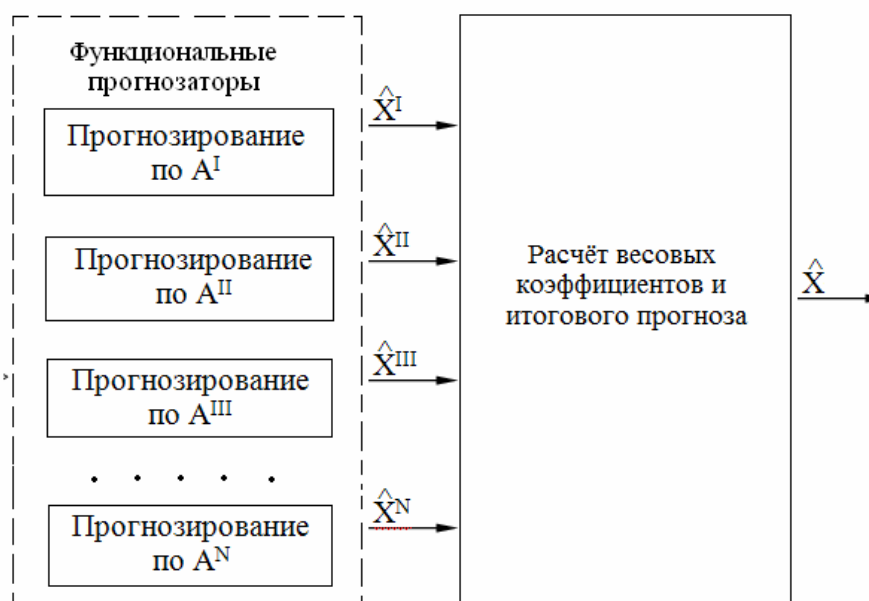 Функциональные
прогнозаторы
Прогнозирование
по A^I
X̂^I
Прогнозирование
по A^II
X̂^II
Прогнозирование
по A^III
X̂^III
. . . . .
Прогнозирование
по A^N
X̂^N
Расчёт весовых
коэффициентов и
итогового прогноза
X̂